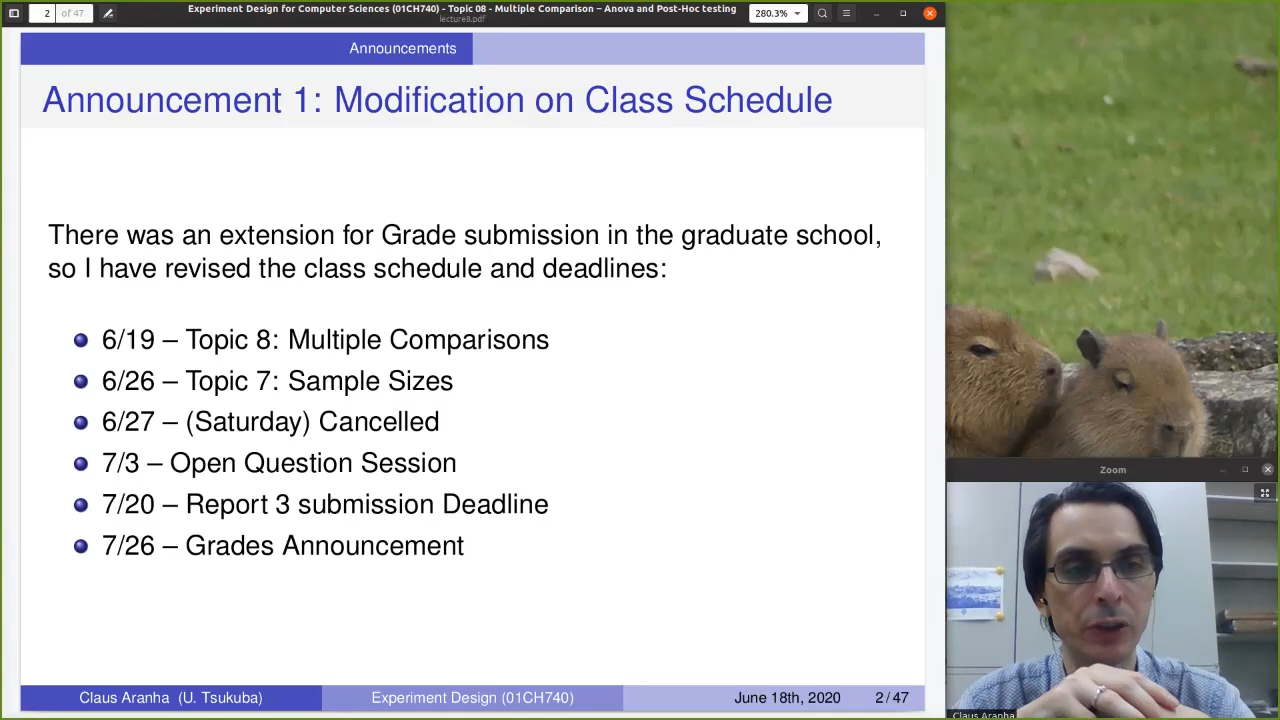 2 of 47
Experiment Design for Computer Sciences (01CH740) - Topic 08 - Multiple Comparison – Anova and Post-Hoc testing
lecture8.pdf
280.3%
Announcements
Announcement 1: Modification on Class Schedule
There was an extension for Grade submission in the graduate school,
so I have revised the class schedule and deadlines:
6/19 – Topic 8: Multiple Comparisons
6/26 – Topic 7: Sample Sizes
6/27 – (Saturday) Cancelled
7/3 – Open Question Session
7/20 – Report 3 submission Deadline
7/26 – Grades Announcement
Claus Aranha (U. Tsukuba)
Experiment Design (01CH740)
June 18th, 2020
2 / 47
Zoom
Claus Aranha